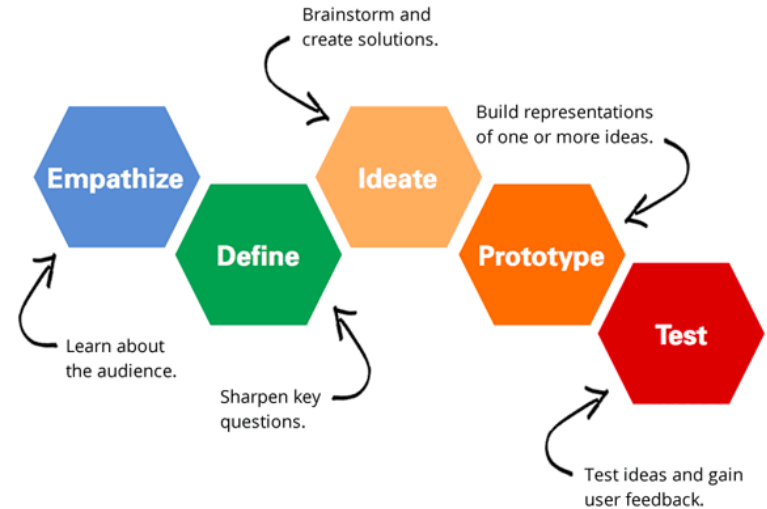 Brainstorm and
create solutions.
Build representations
of one or more ideas.
Empathize
Ideate
Define
Prototype
Test
Learn about
the audience.
Sharpen key
questions.
Test ideas and gain
user feedback.